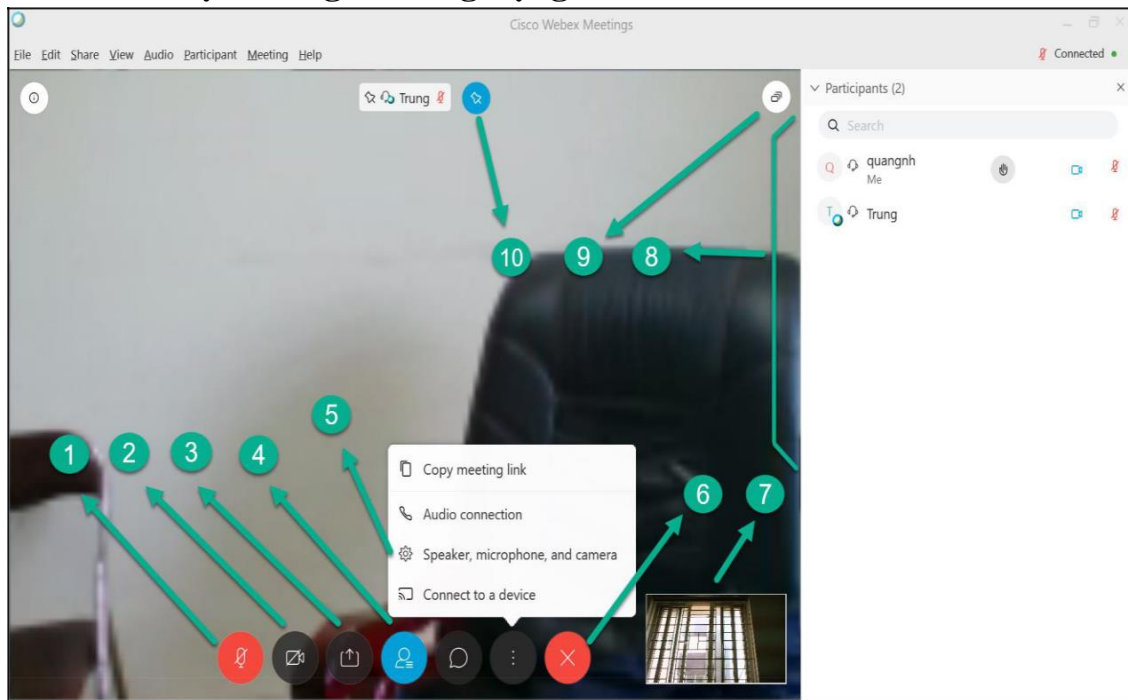 Cisco Webex Meetings
File Edit Share View Audio Participant Meeting Help
Connected
Trung
Participants (2)
Search
Q quangnh
Me
T Trung
10 9 8
5
1 2 3 4
6 7
Copy meeting link
Audio connection
Speaker, microphone, and camera
Connect to a device